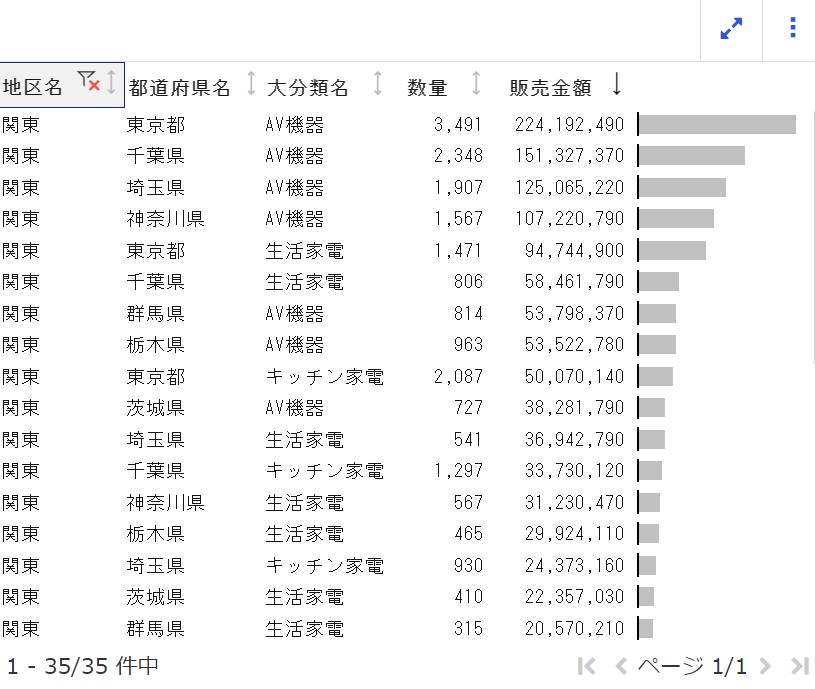 地区名 都道府県名 大分類名 数量 販売金額
関東 東京都 AV機器 3,491 224,192,490
関東 千葉県 AV機器 2,348 151,327,370
関東 埼玉県 AV機器 1,907 125,065,220
関東 神奈川県 AV機器 1,567 107,220,790
関東 東京都 生活家電 1,471 94,744,900
関東 千葉県 生活家電 806 58,461,790
関東 群馬県 AV機器 814 53,798,370
関東 栃木県 AV機器 963 53,522,780
関東 東京都 キッチン家電 2,087 50,070,140
関東 茨城県 AV機器 727 38,281,790
関東 埼玉県 生活家電 541 36,942,790
関東 千葉県 キッチン家電 1,297 33,730,120
関東 神奈川県 生活家電 567 31,230,470
関東 栃木県 生活家電 465 29,924,110
関東 埼玉県 キッチン家電 930 24,373,160
関東 茨城県 生活家電 410 22,357,030
関東 群馬県 生活家電 315 20,570,210
1 - 35/35 件中 ページ 1/1